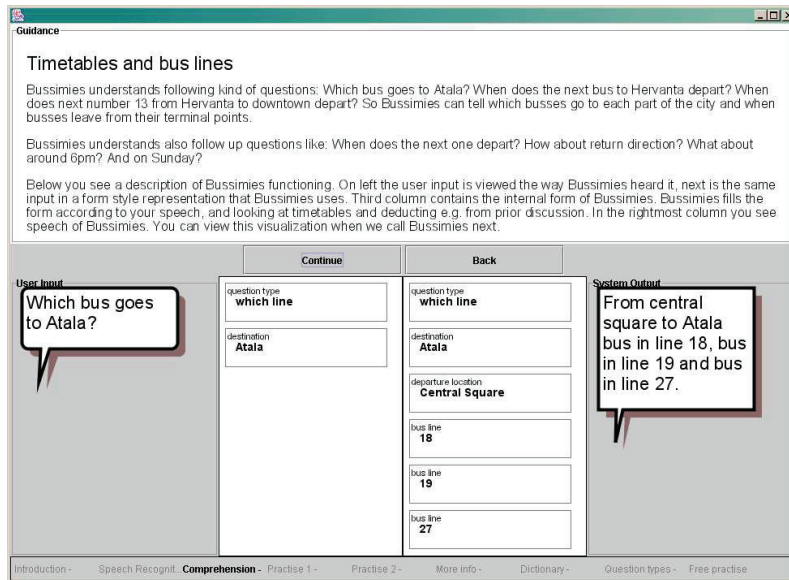 Guidance
Timetables and bus lines
Bussimies understands following kind of questions: Which bus goes to Atala? When does the next bus to Hervanta depart? When
does next number 13 from Hervanta to downtown depart? So Bussimies can tell which busses go to each part of the city and when
busses leave from their terminal points.
Bussimies understands also follow up questions like: When does the next one depart? How about return direction? What about
around 6pm? And on Sunday?
Below you see a description of Bussimies functioning. On left the user input is viewed the way Bussimies heard it, next is the same
input in a form style representation that Bussimies uses. Third column contains the internal form of Bussimies. Bussimies fills the
form according to your speech, and looking at timetables and deducting e.g. from prior discussion. In the rightmost column you see
speech of Bussimies. You can view this visualization when we call Bussimies next.
Continue
Back
User Input
Which bus goes
to Atala?
question type
which line
destination
Atala
question type
which line
destination
Atala
departure location
Central Square
bus line
18
bus line
19
bus line
27
System Output
From central
square to Atala
bus in line 18, bus
in line 19 and bus
in line 27.
Introduction - Speech Recognit... Comprehension - Practise 1 - Practise 2 - More info - Dictionary - Question types - Free practise